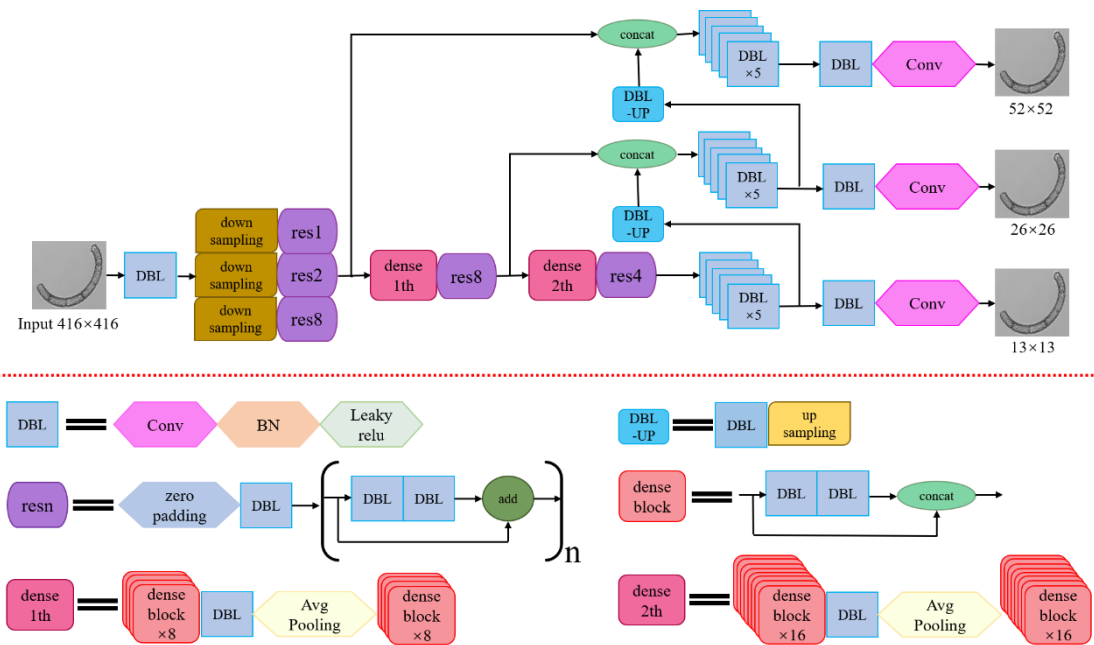 concat
DBL
×5
DBL
Conv
52×52
DBL
-UP
concat
DBL
×5
DBL
Conv
26×26
DBL
-UP
down
sampling
res1
down
sampling
res2
down
sampling
res8
DBL
Input 416×416
dense
1th
res8
dense
2th
res4
DBL
×5
DBL
Conv
13×13
DBL
Conv
BN
Leaky
relu
DBL
-UP
DBL
up
sampling
resn
zero
padding
DBL
DBL
DBL
add
n
dense
block
DBL
DBL
concat
dense
1th
dense
block
×8
DBL
Avg
Pooling
dense
block
×8
dense
2th
dense
block
×16
DBL
Avg
Pooling
dense
block
×16